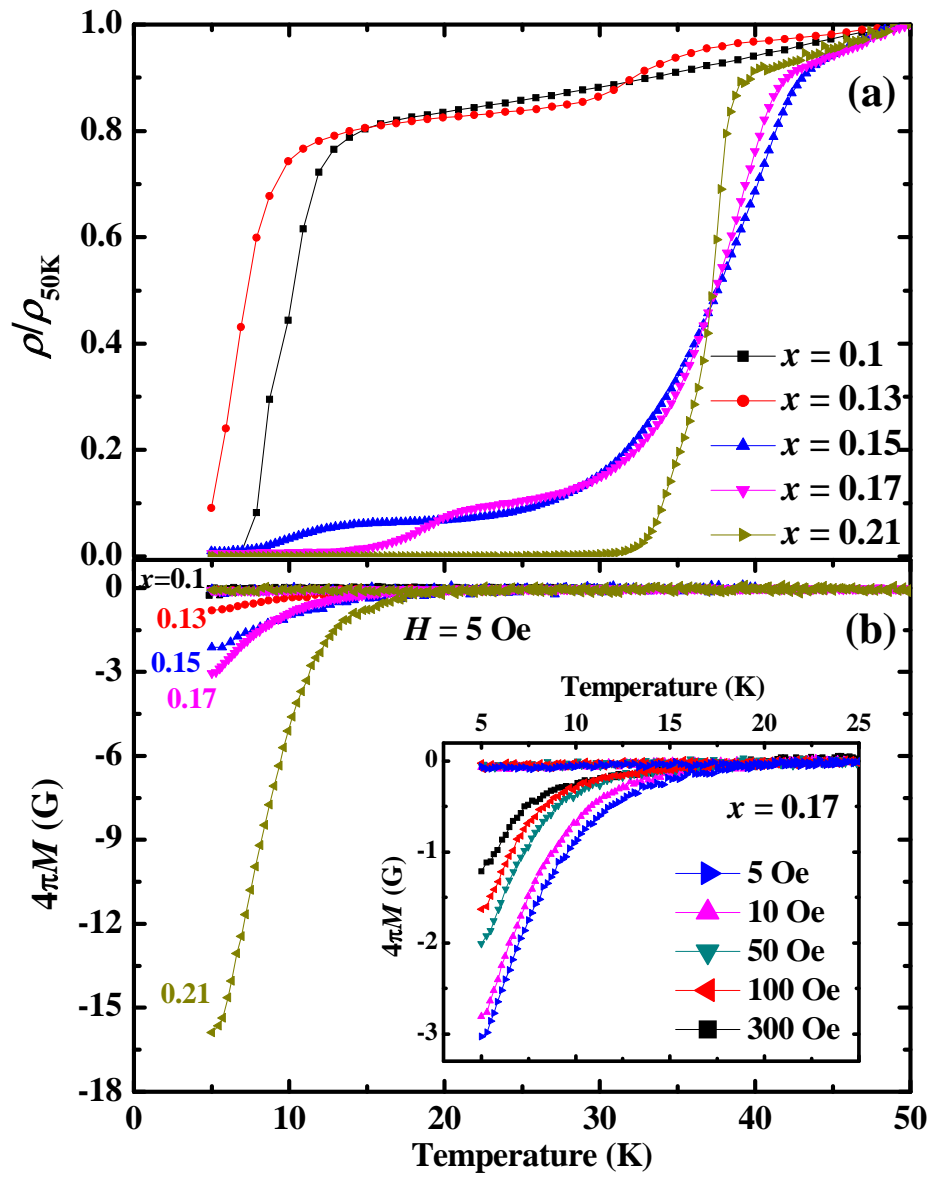 1.0
(a)
0.8
0.6
ρ/ρ50K
0.4
x = 0.1
x = 0.13
0.2
x = 0.15
x = 0.17
x = 0.21
0.0
x=0.1
0
0.13
H = 5 Oe
(b)
0.15
-3
0.17
Temperature (K)
5 10 15 20 25
-6
0
x = 0.17
4πM (G)
-9
-1
4πM (G)
5 Oe
-12
10 Oe
-2
50 Oe
-15
0.21
100 Oe
-3
300 Oe
-18
0 10 20 30 40 50
Temperature (K)